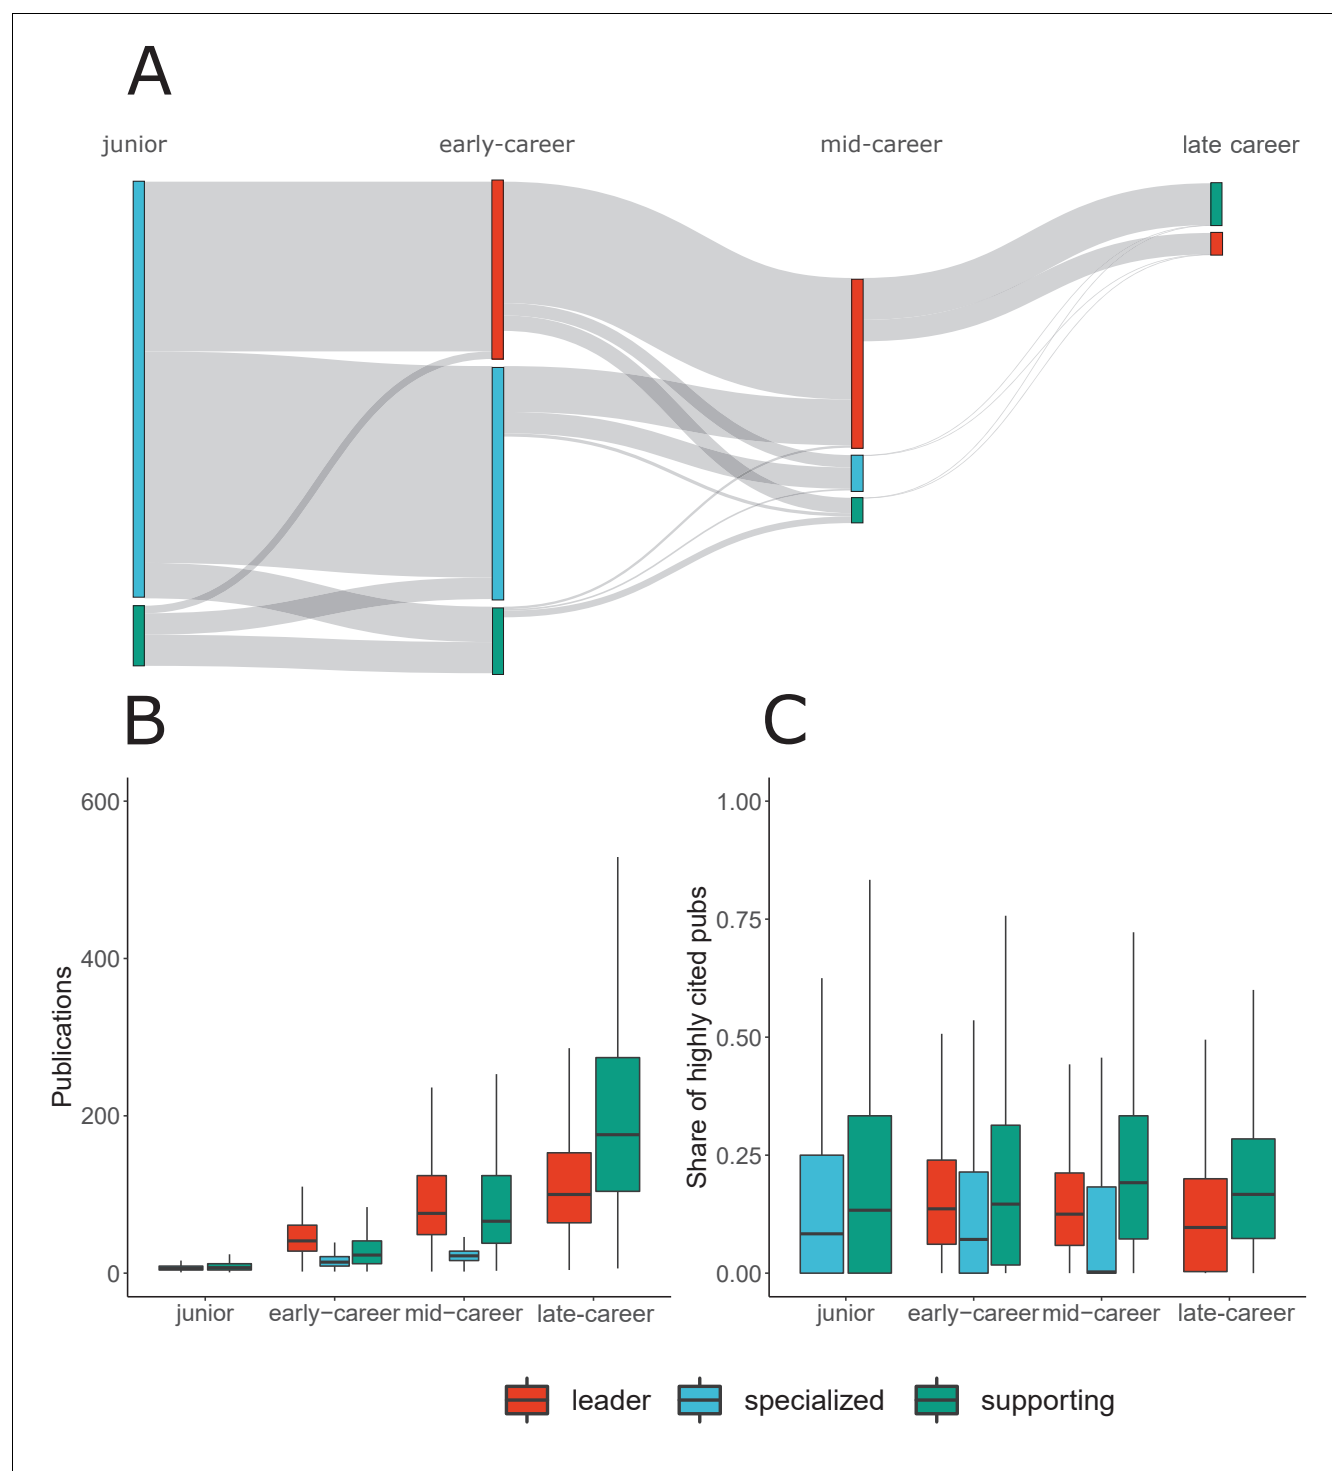 A
junior early-career mid-career late career
B
C
Publications
600
400
200
0
junior early−career mid−career late-career
Share of highly cited pubs
1.00
0.75
0.50
0.25
0.00
junior early−career mid−career late-career
leader specialized supporting